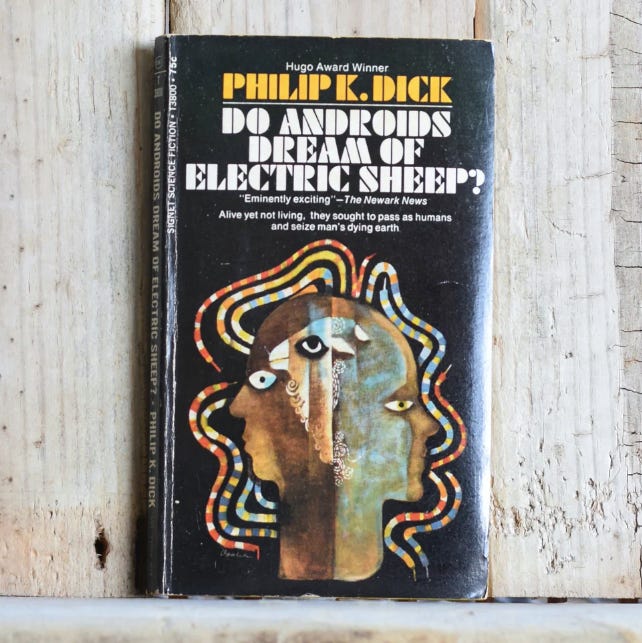 Hugo Award Winner
PHILIP K. DICK
DO ANDROIDS
DREAM OF
ELECTRIC SHEEP?
"Eminently exciting"—The Newark News
Alive yet not living, they sought to pass as humans
and seize man's dying earth
SIGNET SCIENCE FICTION • T3800 • 75c
DO ANDROIDS DREAM OF ELECTRIC SHEEP? • PHILIP K. DICK